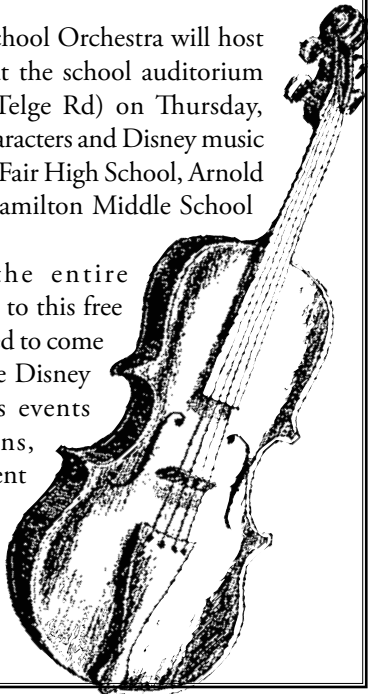 chool Orchestra will host
t the school auditorium
Telge Rd) on Thursday,
aracters and Disney music
Fair High School, Arnold
amilton Middle School
the entire
to this free
d to come
e Disney
s events
ns,
ent